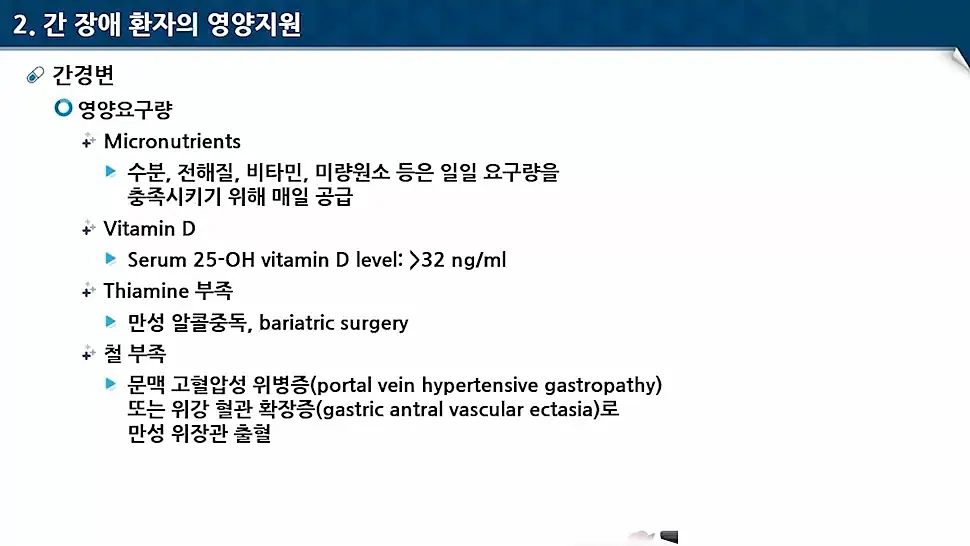 2. 간 장애 환자의 영양지원
간경변
영양요구량
Micronutrients
수분, 전해질, 비타민, 미량원소 등은 일일 요구량을
충족시키기 위해 매일 공급
Vitamin D
Serum 25-OH vitamin D level: >32 ng/ml
Thiamine 부족
만성 알콜중독, bariatric surgery
철 부족
문맥 고혈압성 위병증(portal vein hypertensive gastropathy)
또는 위강 혈관 확장증(gastric antral vascular ectasia)로
만성 위장관 출혈